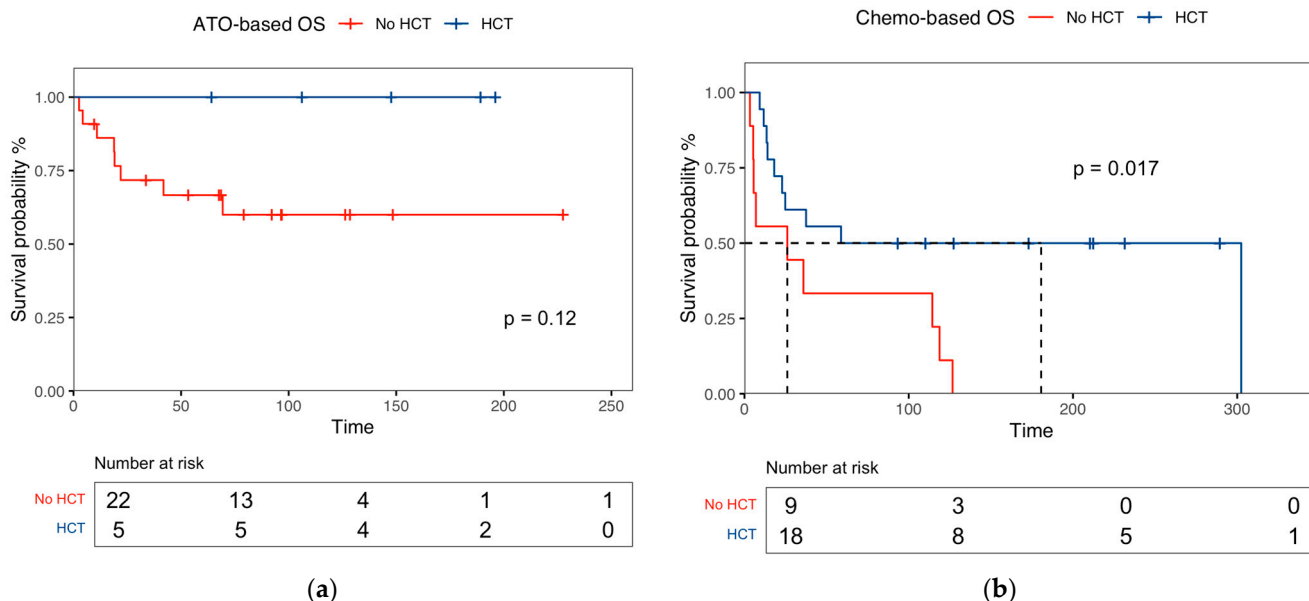 ATO-based OS No HCT HCT
Survival probability %
1.00
0.75
0.50
0.25
0.00
p = 0.12
0 50 100 150 200 250
Time
Number at risk
No HCT 22 13 4 1 1
HCT 5 5 4 2 0
(a)
Chemo-based OS No HCT HCT
Survival probability %
1.00
0.75
0.50
0.25
0.00
p = 0.017
0 100 200 300
Time
Number at risk
No HCT 9 3 0 0
HCT 18 8 5 1
(b)